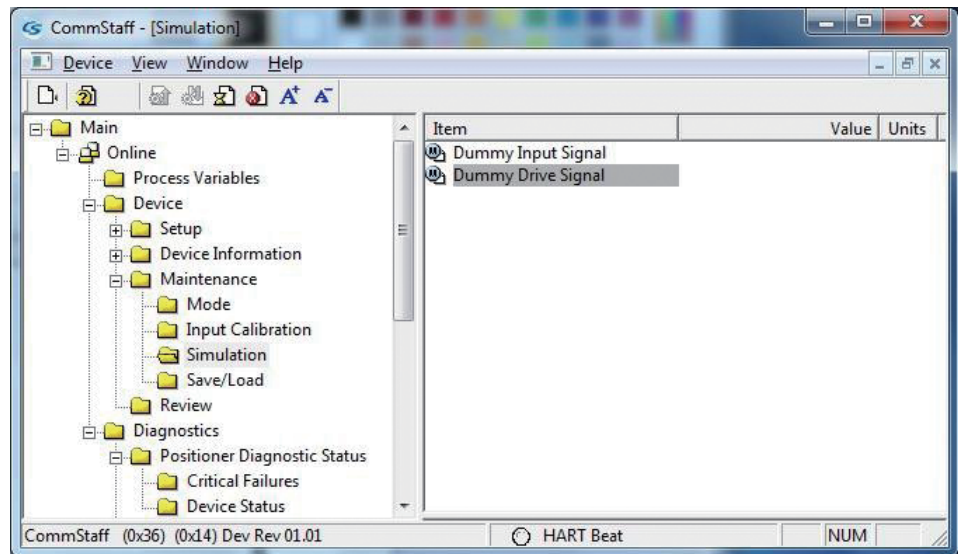 CommStaff - [Simulation]
Device View Window Help
A+ A-
Main
Online
Process Variables
Device
Setup
Device Information
Maintenance
Mode
Input Calibration
Simulation
Save/Load
Review
Diagnostics
Positioner Diagnostic Status
Critical Failures
Device Status
Item Value Units
Dummy Input Signal
Dummy Drive Signal
CommStaff (0x36) (0x14) Dev Rev 01.01 HART Beat NUM